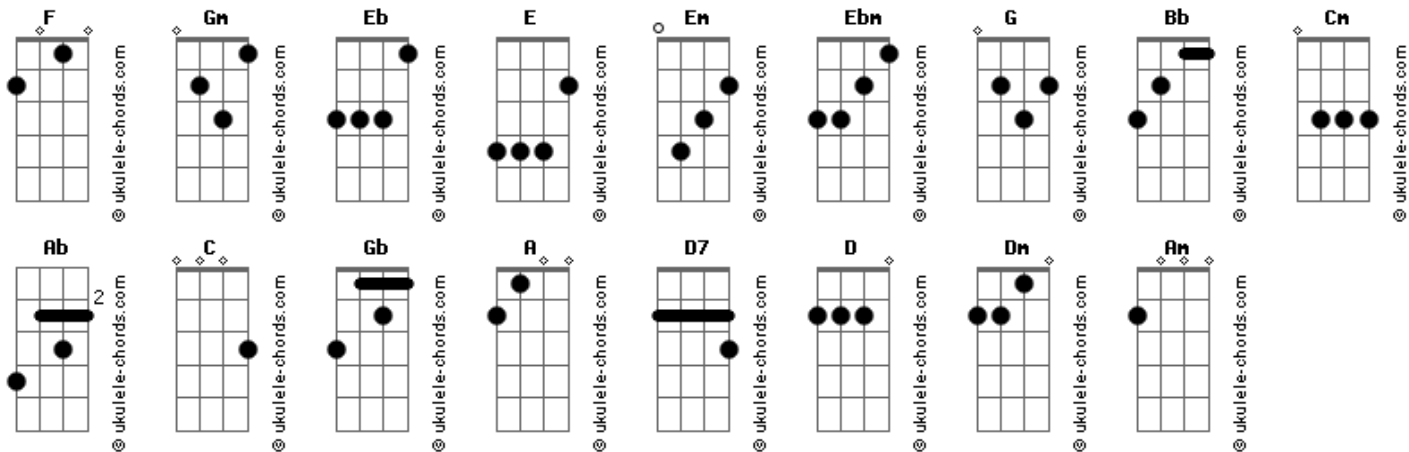 F Gm Eb E Em Ebm G Bb Cm
© ukulele-chords.com © ukulele-chords.com © ukulele-chords.com © ukulele-chords.com © ukulele-chords.com © ukulele-chords.com © ukulele-chords.com © ukulele-chords.com © ukulele-chords.com
Ab C Gb A D7 D Dm Am
2
© ukulele-chords.com © ukulele-chords.com © ukulele-chords.com © ukulele-chords.com © ukulele-chords.com © ukulele-chords.com © ukulele-chords.com © ukulele-chords.com